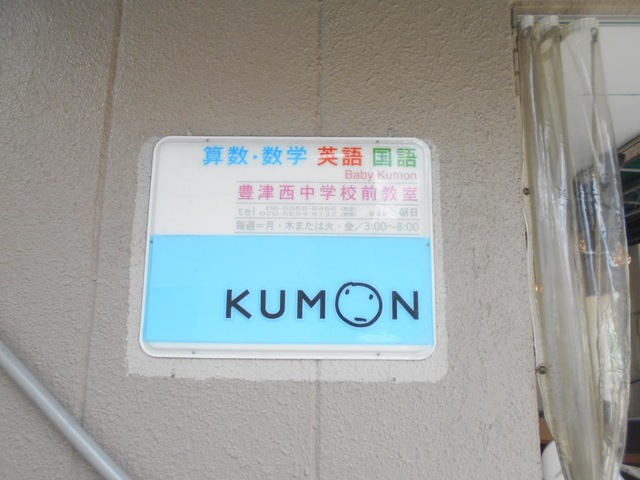 算数・数学 英語 国語
Baby Kumon
豊津西中学校前教室
tel
毎週=月・木または火・金/3:00～8:00
KUMON